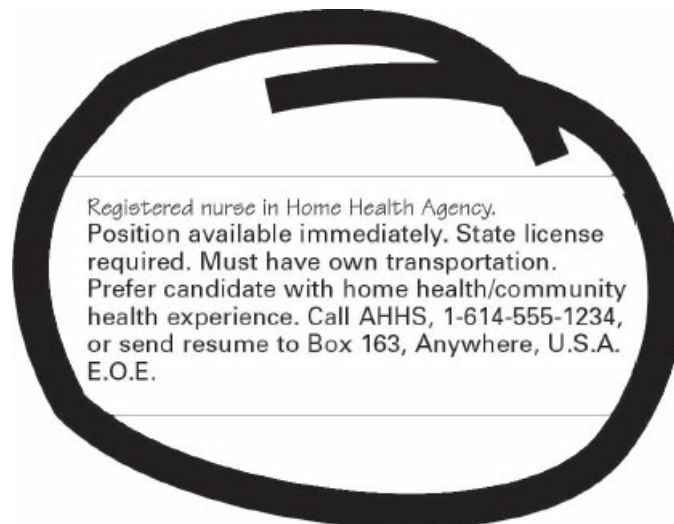 Registered nurse in Home Health Agency.
Position available immediately. State license
required. Must have own transportation.
Prefer candidate with home health/community
health experience. Call AHHS, 1-614-555-1234,
or send resume to Box 163, Anywhere, U.S.A.
E.O.E.